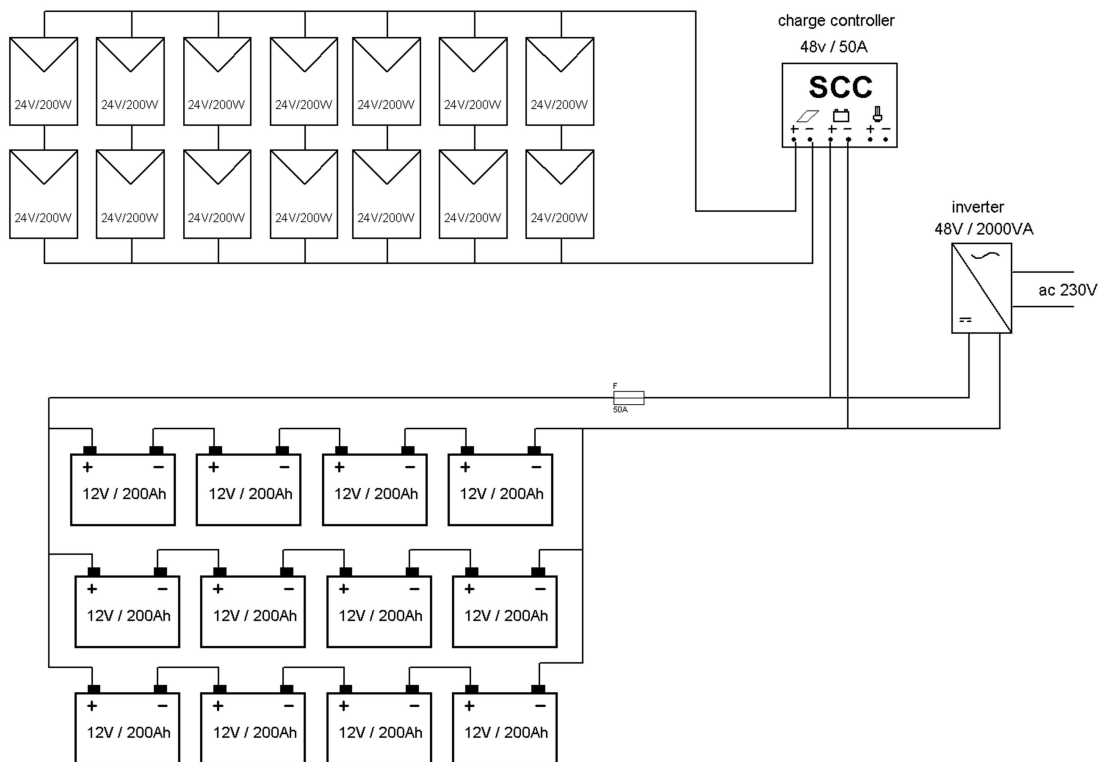 charge controller
48v / 50A
SCC
+ − + − + −
24V/200W 24V/200W 24V/200W 24V/200W 24V/200W 24V/200W 24V/200W
24V/200W 24V/200W 24V/200W 24V/200W 24V/200W 24V/200W 24V/200W
inverter
48V / 2000VA
ac 230V
F
50A
+ − + − + − + −
12V / 200Ah 12V / 200Ah 12V / 200Ah 12V / 200Ah
+ − + − + − + −
12V / 200Ah 12V / 200Ah 12V / 200Ah 12V / 200Ah
+ − + − + − + −
12V / 200Ah 12V / 200Ah 12V / 200Ah 12V / 200Ah